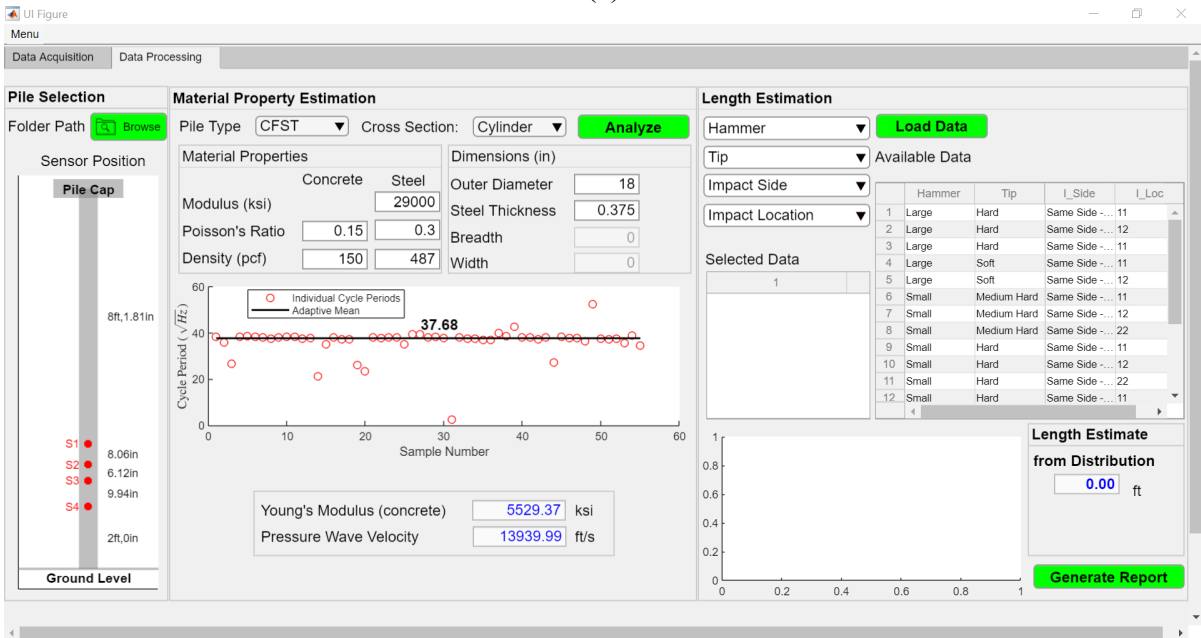 UI Figure
Menu
Data Acquisition
Data Processing
Pile Selection
Folder Path
Browse
Sensor Position
Pile Cap
8ft,1.81in
S1
8.06in
S2
6.12in
S3
9.94in
S4
2ft,0in
Ground Level
Material Property Estimation
Pile Type
CFST
Cross Section:
Cylinder
Analyze
Material Properties
Concrete Steel
Modulus (ksi) 29000
Poisson's Ratio 0.15 0.3
Density (pcf) 150 487
Dimensions (in)
Outer Diameter 18
Steel Thickness 0.375
Breadth 0
Width 0
Individual Cycle Periods
Adaptive Mean
37.68
Cycle Period (√Hz)
60
40
20
0
0 10 20 30 40 50 60
Sample Number
Young's Modulus (concrete) 5529.37 ksi
Pressure Wave Velocity 13939.99 ft/s
Length Estimation
Hammer
Tip
Impact Side
Impact Location
Load Data
Available Data
Hammer Tip I_Side I_Loc
1 Large Hard Same Side -... 11
2 Large Hard Same Side -... 12
3 Large Hard Same Side -... 11
4 Large Soft Same Side -... 11
5 Large Soft Same Side -... 12
6 Small Medium Hard Same Side -... 11
7 Small Medium Hard Same Side -... 12
8 Small Medium Hard Same Side -... 22
9 Small Hard Same Side -... 11
10 Small Hard Same Side -... 12
11 Small Hard Same Side -... 22
12 Small Hard Same Side -... 11
Selected Data
1
1
0.8
0.6
0.4
0.2
0
0 0.2 0.4 0.6 0.8 1
Length Estimate
from Distribution
0.00 ft
Generate Report